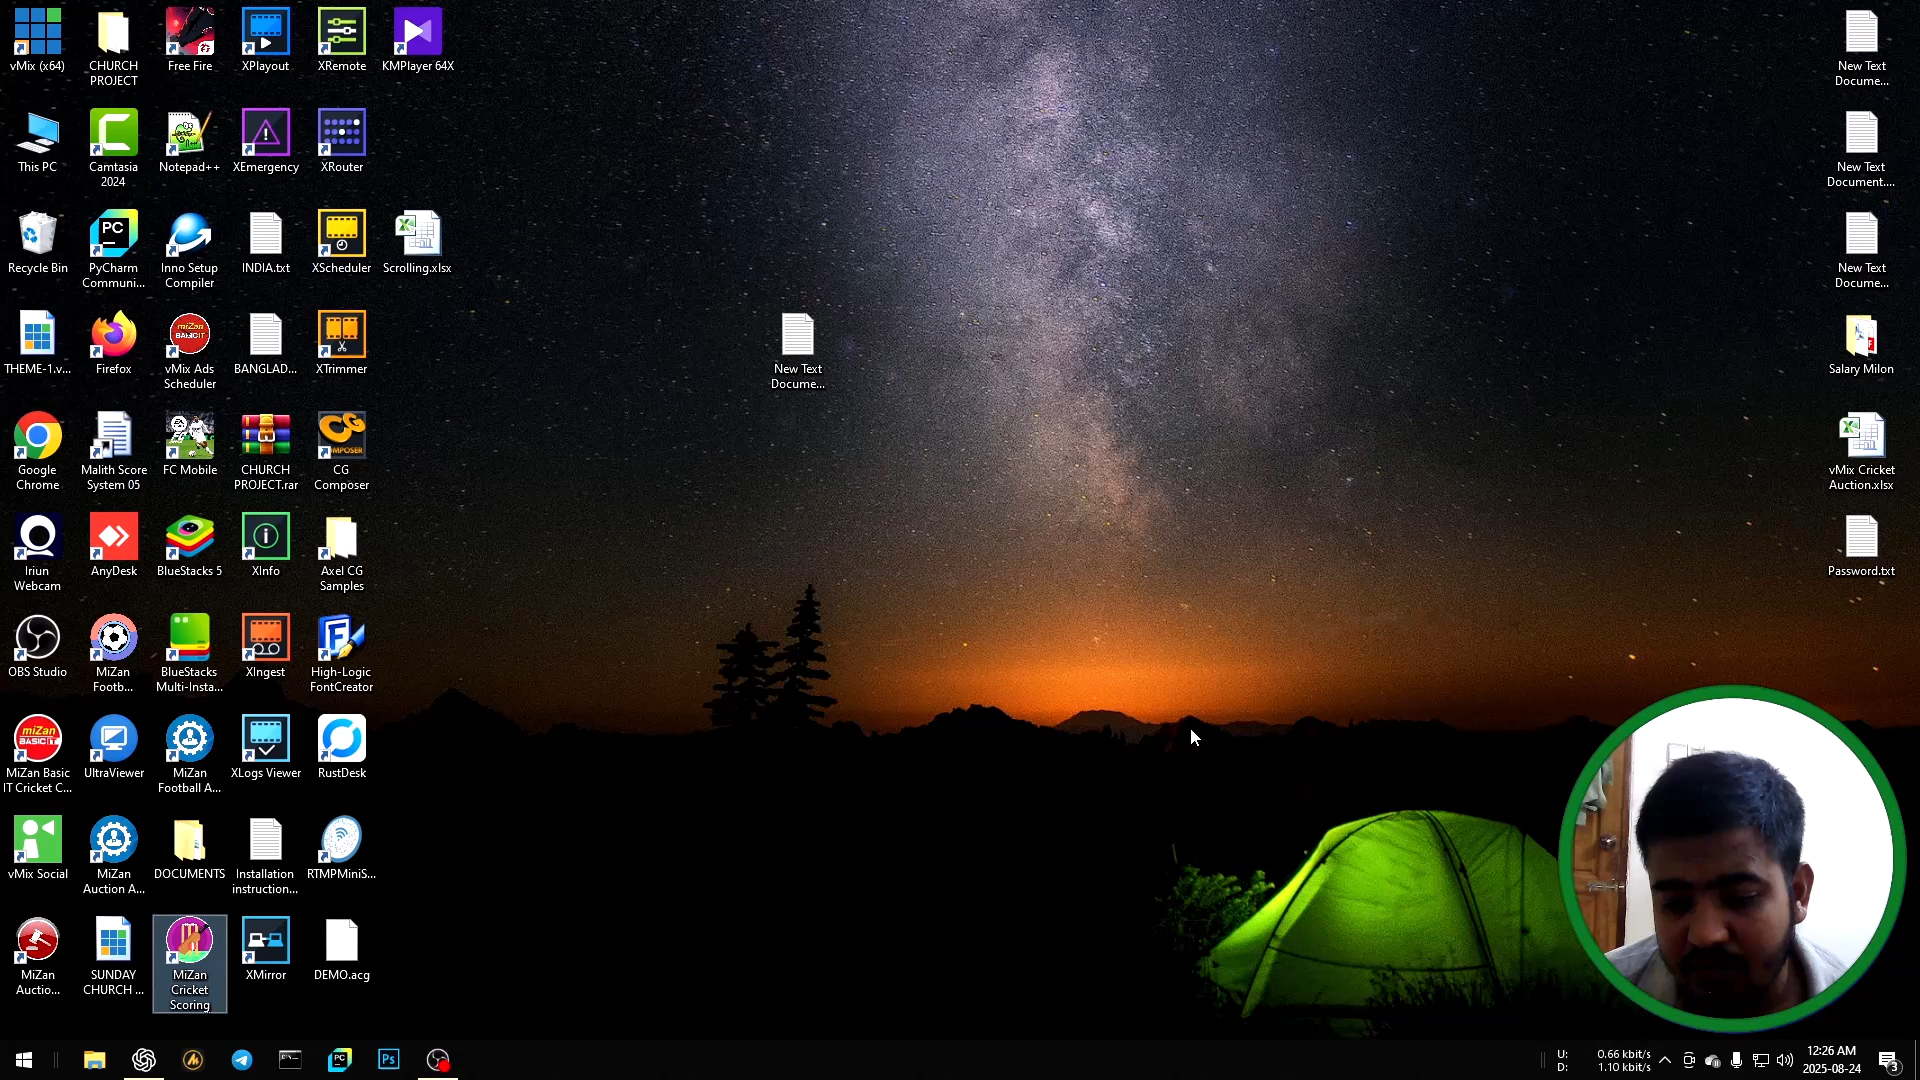 vMix (x64)
CHURCH
PROJECT
Free Fire
XPlayout
XRemote
KMPlayer 64X
New Text
Docume...
This PC
Camtasia
2024
Notepad++
XEmergency
XRouter
New Text
Document....
Recycle Bin
PyCharm
Communi...
Inno Setup
Compiler
INDIA.txt
XScheduler
Scrolling.xlsx
New Text
Docume...
THEME-1.v...
Firefox
vMix Ads
Scheduler
BANGLAD...
XTrimmer
New Text
Docume...
Salary Milon
Google
Chrome
Malith Score
System 05
FC Mobile
CHURCH
PROJECT.rar
CG
Composer
vMix Cricket
Auction.xlsx
Iriun
Webcam
AnyDesk
BlueStacks 5
XInfo
Axel CG
Samples
Password.txt
OBS Studio
MiZan
Footb...
BlueStacks
Multi-Insta...
XIngest
High-Logic
FontCreator
MiZan Basic
IT Cricket C...
UltraViewer
MiZan
Football A...
XLogs Viewer
RustDesk
vMix Social
MiZan
Auction A...
DOCUMENTS
Installation
instruction...
RTMPMiniS...
MiZan
Auctio...
SUNDAY
CHURCH ...
MiZan
Cricket
Scoring
XMirror
DEMO.acg
U: 0.66 kbit/s
D: 1.10 kbit/s
12:26 AM
2025-08-24
3